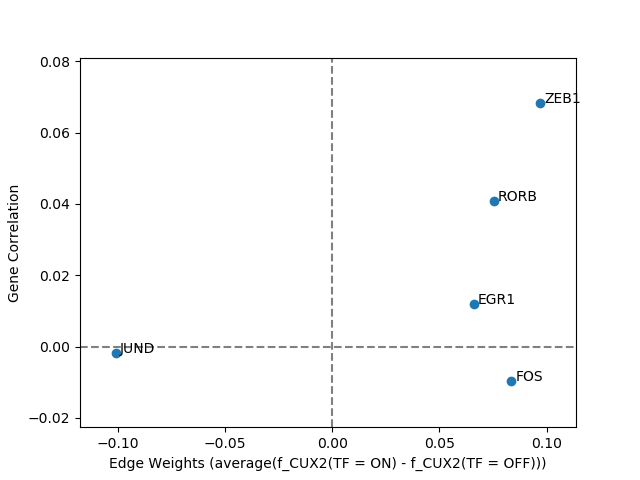 0.08
ZEB1
0.06
RORB
0.04
Gene Correlation
0.02
EGR1
0.00
JUND
FOS
−0.02
−0.10 −0.05 0.00 0.05 0.10
Edge Weights (average(f_CUX2(TF = ON) - f_CUX2(TF = OFF)))